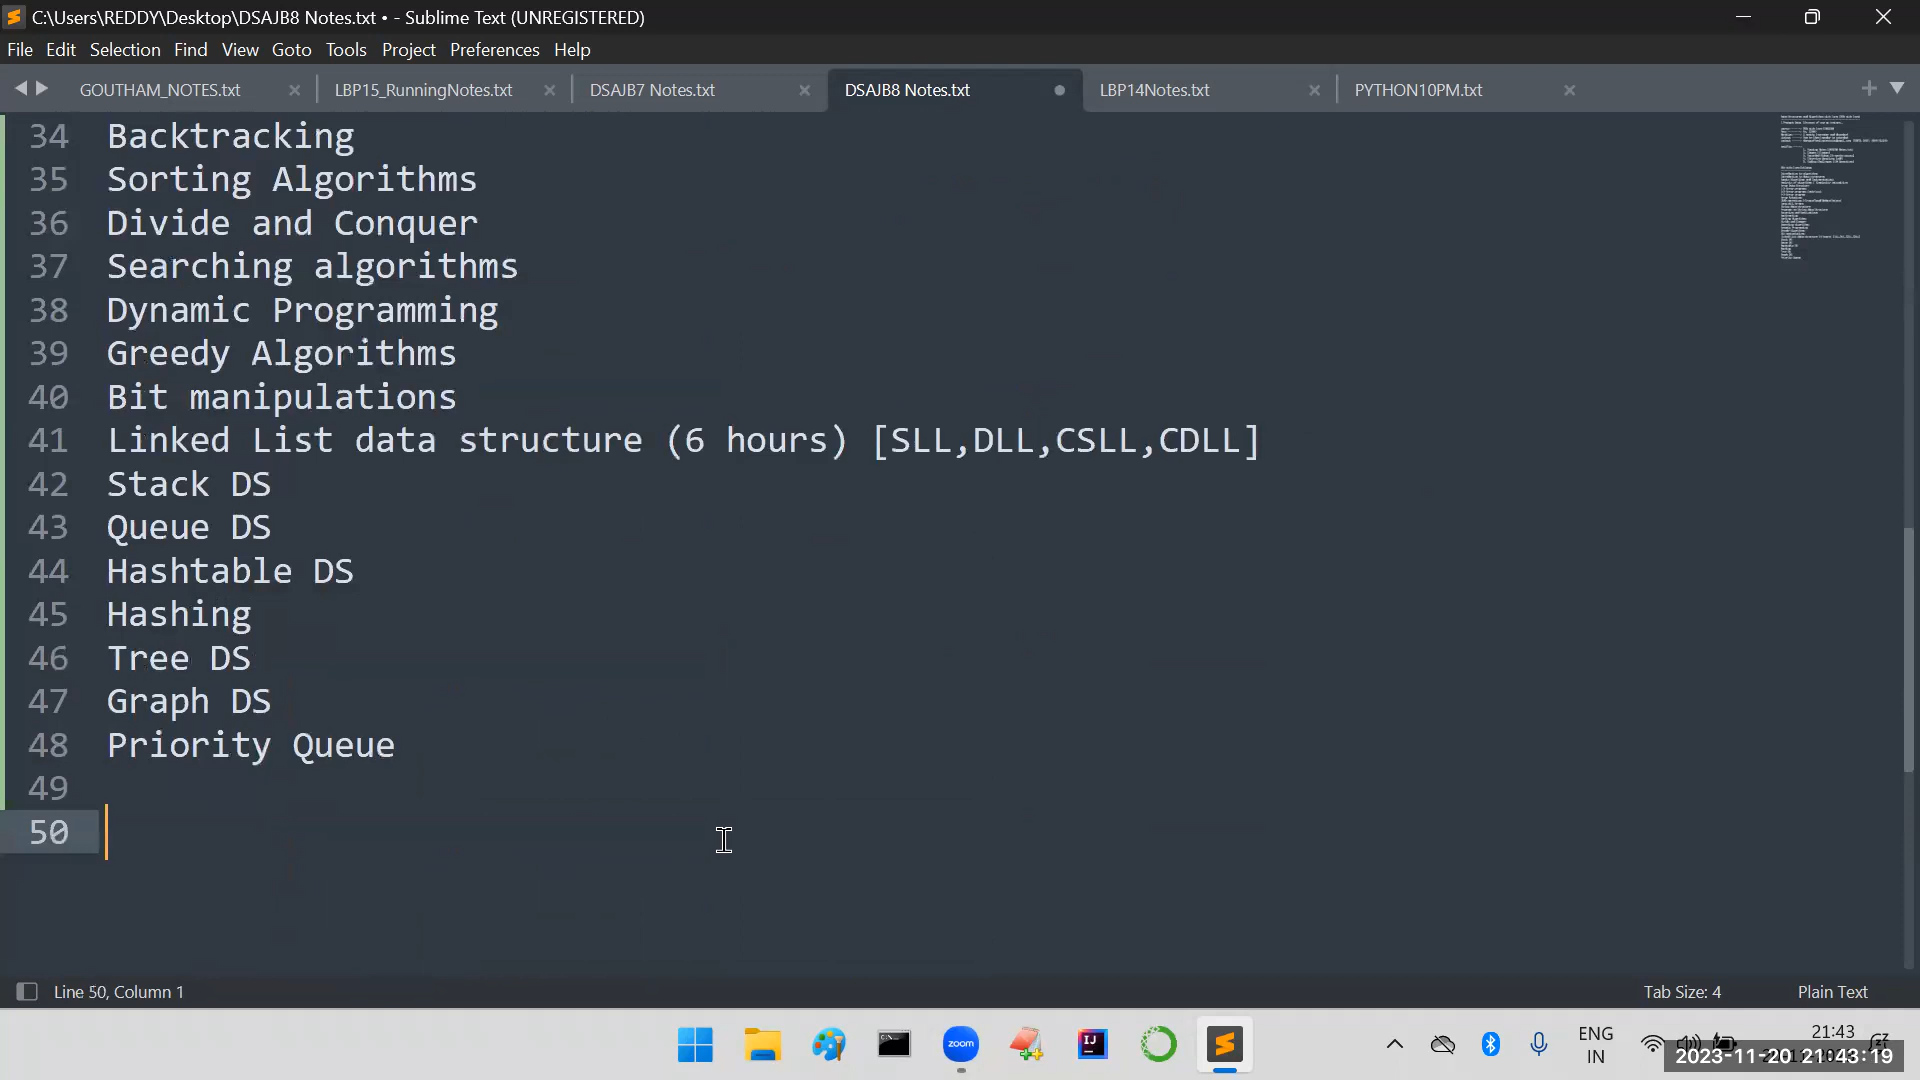 C:\Users\REDDY\Desktop\DSAJB8 Notes.txt • - Sublime Text (UNREGISTERED)
File Edit Selection Find View Goto Tools Project Preferences Help
GOUTHAM_NOTES.txt LBP15_RunningNotes.txt DSAJB7 Notes.txt DSAJB8 Notes.txt LBP14Notes.txt PYTHON10PM.txt
34 Backtracking
35 Sorting Algorithms
36 Divide and Conquer
37 Searching algorithms
38 Dynamic Programming
39 Greedy Algorithms
40 Bit manipulations
41 Linked List data structure (6 hours) [SLL,DLL,CSLL,CDLL]
42 Stack DS
43 Queue DS
44 Hashtable DS
45 Hashing
46 Tree DS
47 Graph DS
48 Priority Queue
49
50
Line 50, Column 1 Tab Size: 4 Plain Text
zoom
IJ
ENG
IN
21:43
2023-11-20 21:43:19